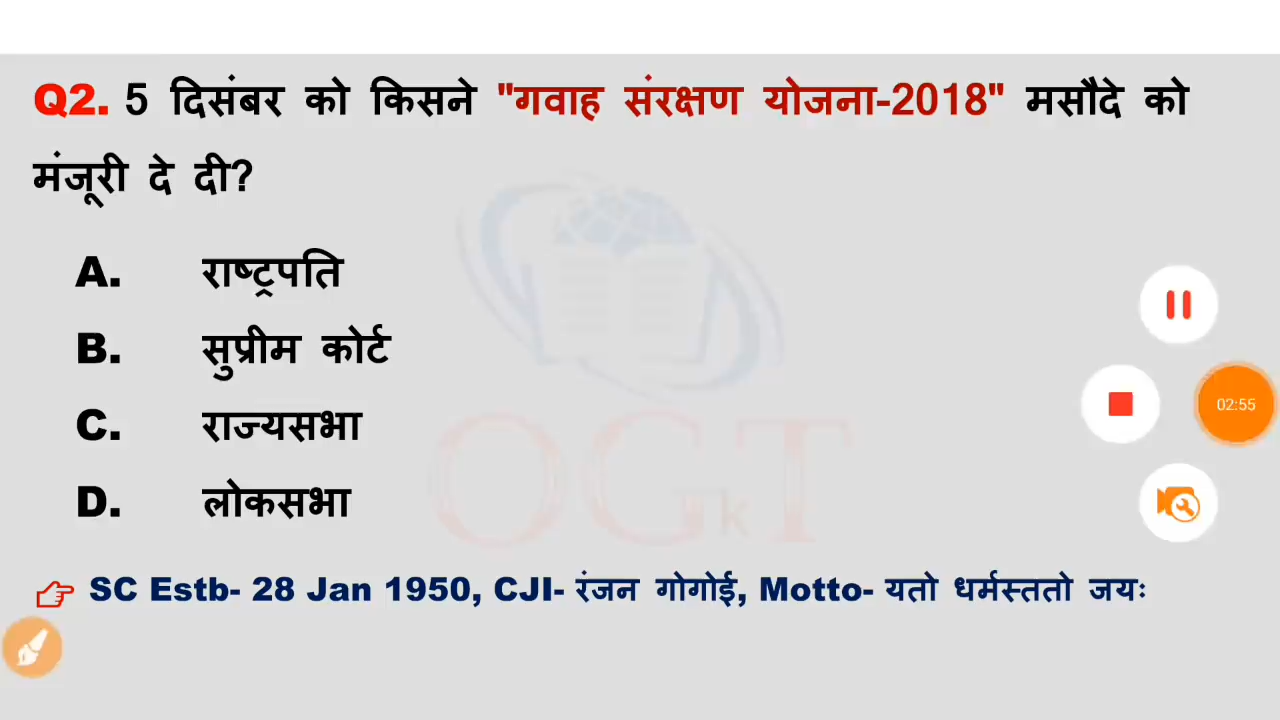 Q2. 5 दिसंबर को किसने "गवाह संरक्षण योजना-2018" मसौदे को
मंजूरी दे दी?
A. राष्ट्रपति
B. सुप्रीम कोर्ट
C. राज्यसभा
D. लोकसभा
SC Estb- 28 Jan 1950, CJI- रंजन गोगोई, Motto- यतो धर्मस्ततो जयः
02:55
OGkT